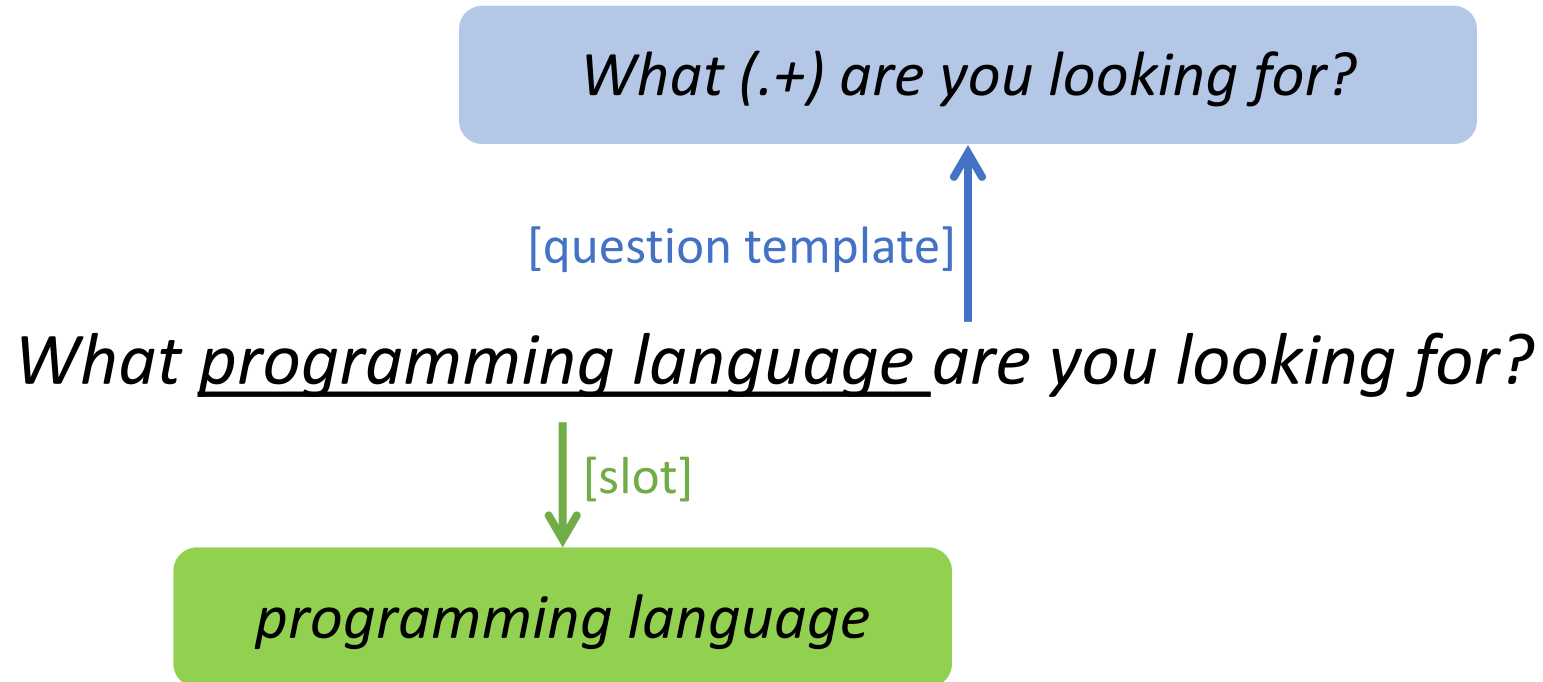 What (.+) are you looking for?
[question template]
What programming language are you looking for?
[slot]
programming language